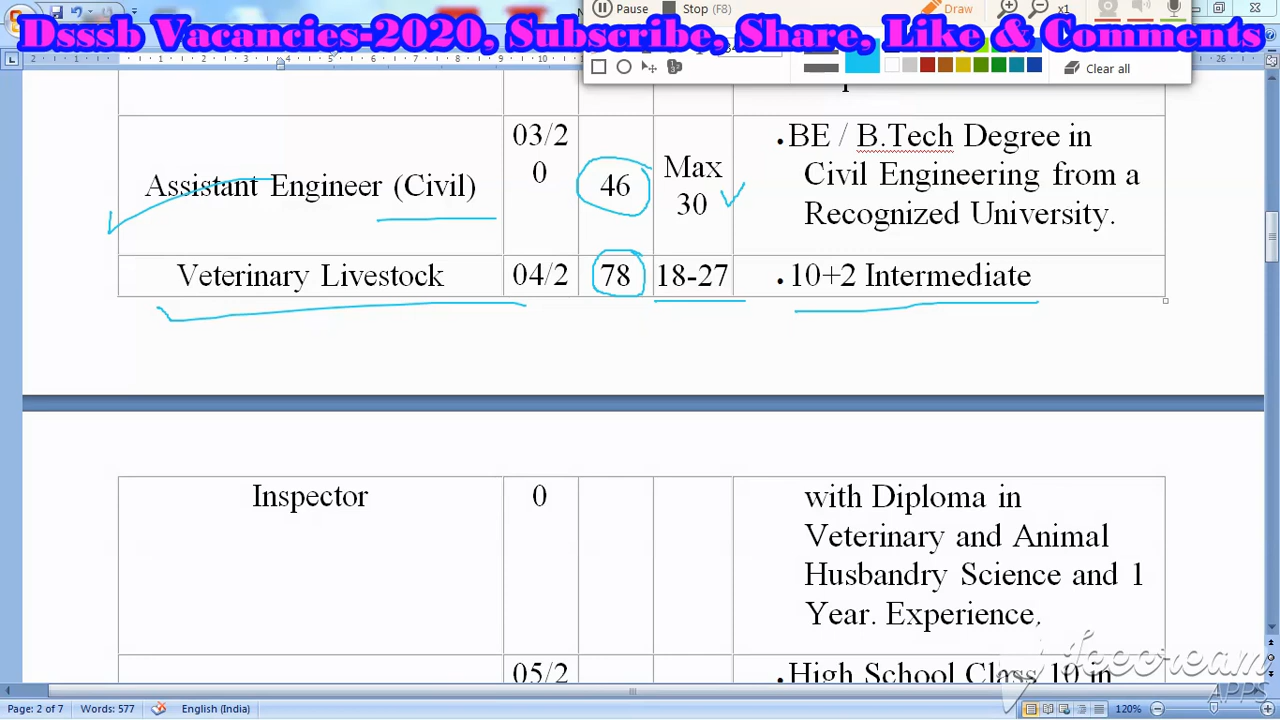 Pause
Stop (F8)
Draw
x1
Dsssb Vacancies-2020, Subscribe, Share, Like & Comments
Clear all
Assistant Engineer (Civil)
03/2
0
46
Max
30
• BE / B.Tech Degree in
Civil Engineering from a
Recognized University.
Veterinary Livestock
04/2
78
18-27
• 10+2 Intermediate
Inspector
0
with Diploma in
Veterinary and Animal
Husbandry Science and 1
Year. Experience.
05/2
• High School Class 10 in
Icecream
APPS
Page: 2 of 7
Words: 577
English (India)
120%